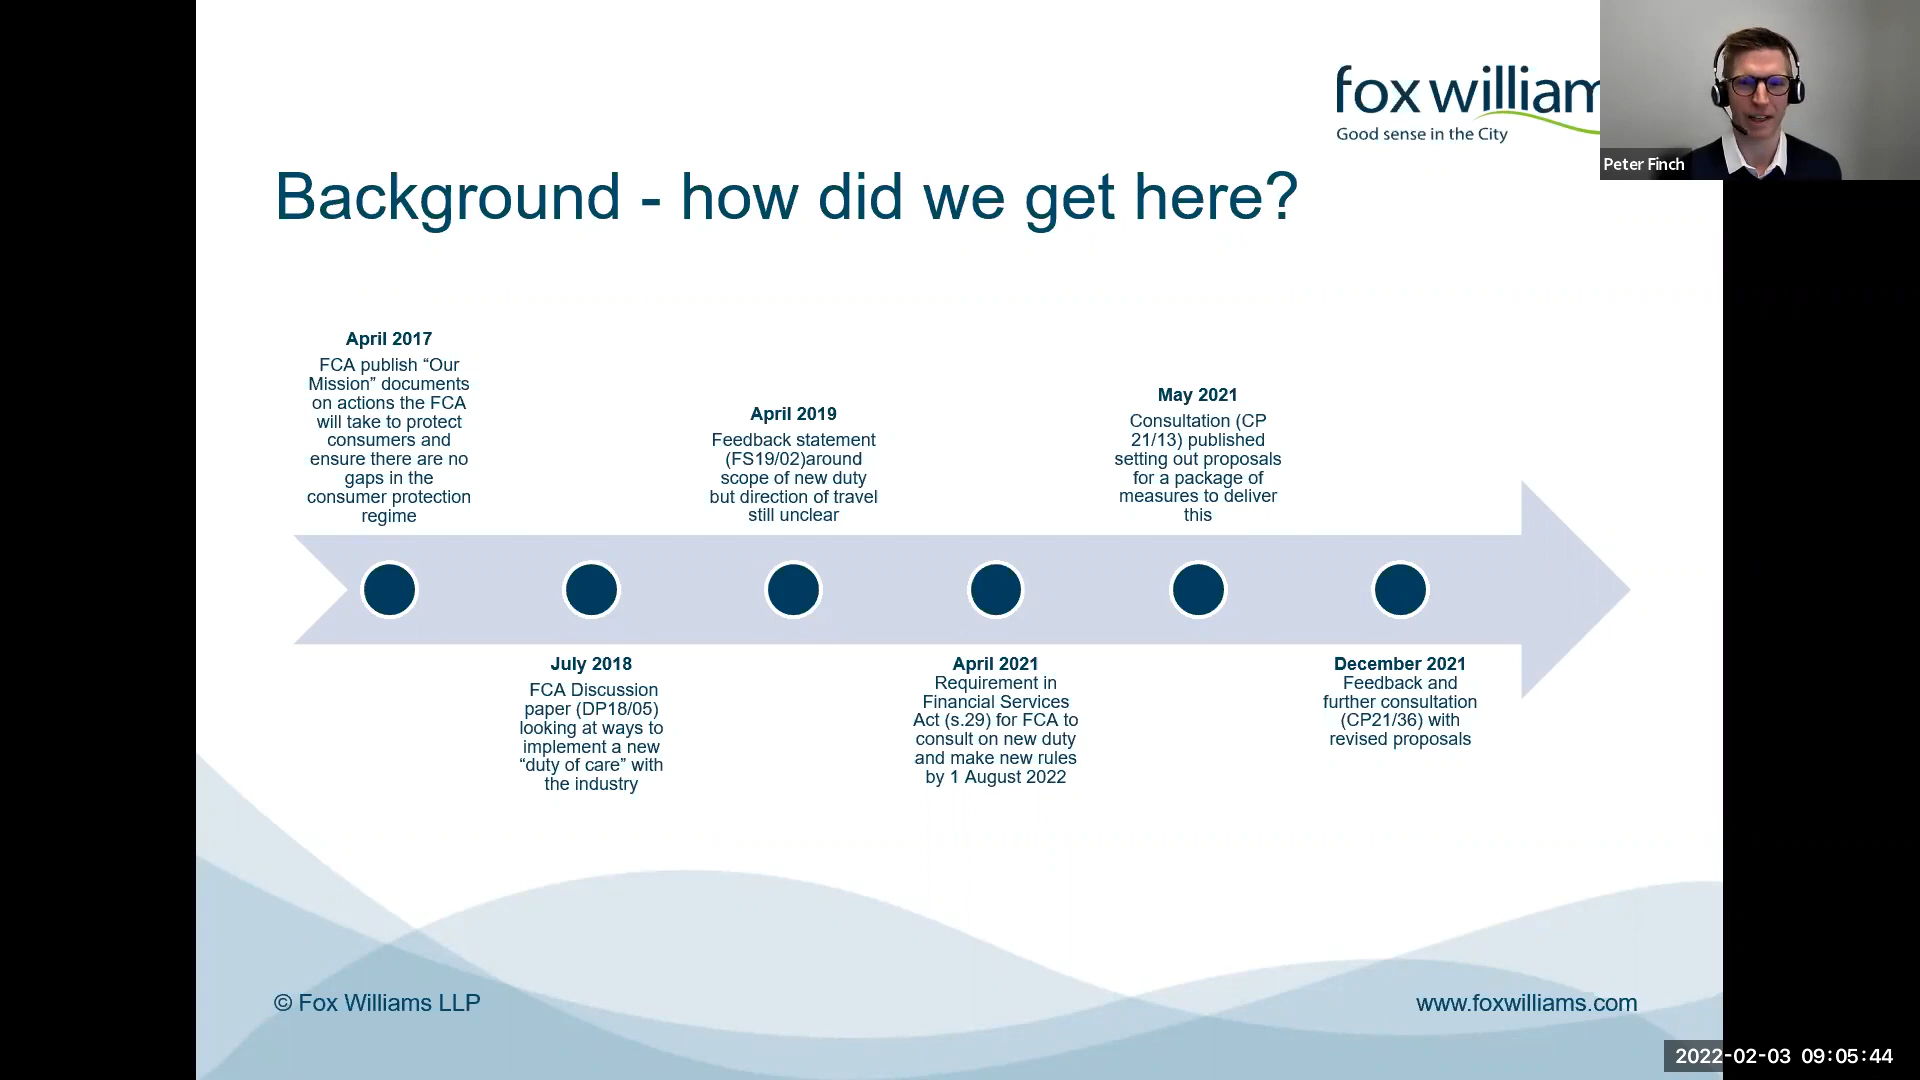 fox william
Good sense in the City
Peter Finch
Background - how did we get here?
April 2017
FCA publish “Our
Mission” documents
on actions the FCA
will take to protect
consumers and
ensure there are no
gaps in the
consumer protection
regime
July 2018
FCA Discussion
paper (DP18/05)
looking at ways to
implement a new
“duty of care” with
the industry
April 2019
Feedback statement
(FS19/02)around
scope of new duty
but direction of travel
still unclear
April 2021
Requirement in
Financial Services
Act (s.29) for FCA to
consult on new duty
and make new rules
by 1 August 2022
May 2021
Consultation (CP
21/13) published
setting out proposals
for a package of
measures to deliver
this
December 2021
Feedback and
further consultation
(CP21/36) with
revised proposals
© Fox Williams LLP
www.foxwilliams.com
2022-02-03 09:05:44